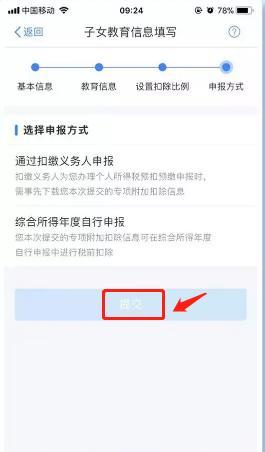 中国移动 09:24 78%
返回 子女教育信息填写
基本信息 教育信息 设置扣除比例 申报方式
选择申报方式
通过扣缴义务人申报
扣缴义务人为您办理个人所得税预扣预缴申报时，
需事先下载您本次提交的专项附加扣除信息
综合所得年度自行申报
您本次提交的专项附加扣除信息可在综合所得年度
自行申报中进行税前扣除
提交